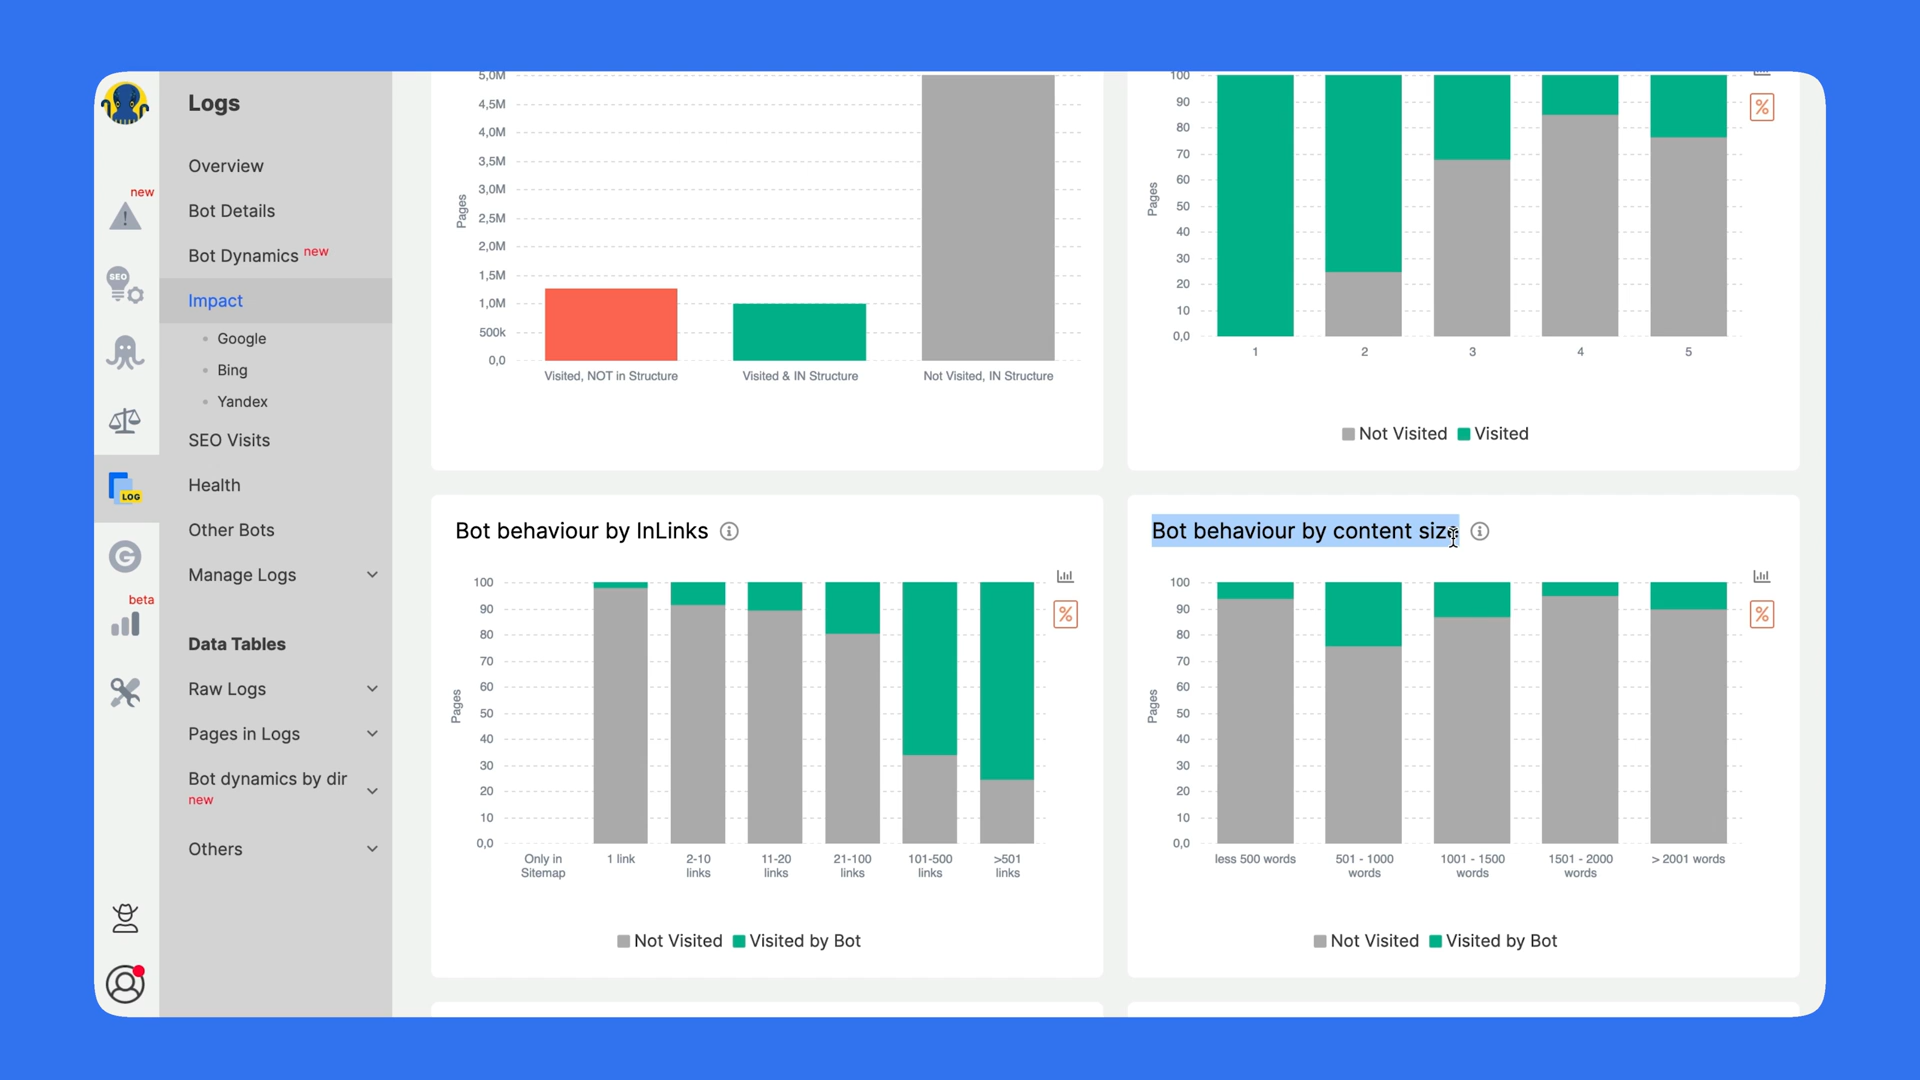 Logs
Overview
Bot Details
Bot Dynamics new
Impact
Google
Bing
Yandex
SEO Visits
Health
Other Bots
Manage Logs
Data Tables
Raw Logs
Pages in Logs
Bot dynamics by dir
new
Others
new
SEO
LOG
G
beta
5,0M
4,5M
4,0M
3,5M
3,0M
2,5M
2,0M
1,5M
1,0M
500k
0,0
Pages
Visited, NOT in Structure
Visited & IN Structure
Not Visited, IN Structure
100
90
80
70
60
50
40
30
20
10
0,0
Pages
1
2
3
4
5
%
Not Visited
Visited
Bot behaviour by InLinks
100
90
80
70
60
50
40
30
20
10
0,0
Pages
Only in
Sitemap
1 link
2-10
links
11-20
links
21-100
links
101-500
links
>501
links
%
Not Visited
Visited by Bot
Bot behaviour by content size
100
90
80
70
60
50
40
30
20
10
0,0
Pages
less 500 words
501 - 1000
words
1001 - 1500
words
1501 - 2000
words
> 2001 words
%
Not Visited
Visited by Bot